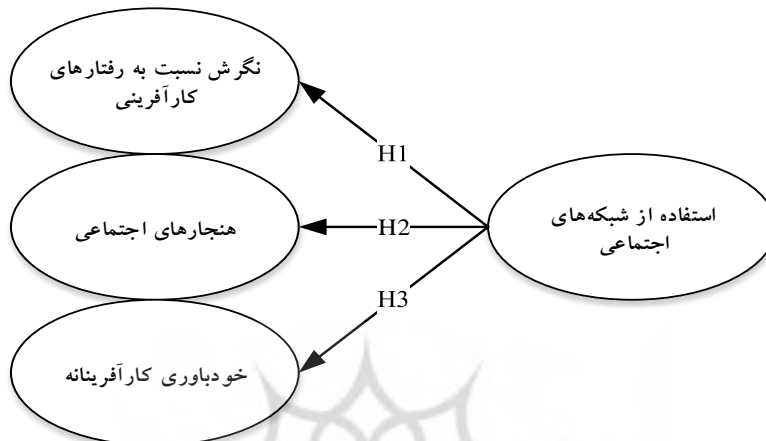 نگرش نسبت به رفتارهای
کارآفرینی
H1
استفاده از شبکه‌های
اجتماعی
H2
هنجارهای اجتماعی
H3
خودباوری کارآفرینانه